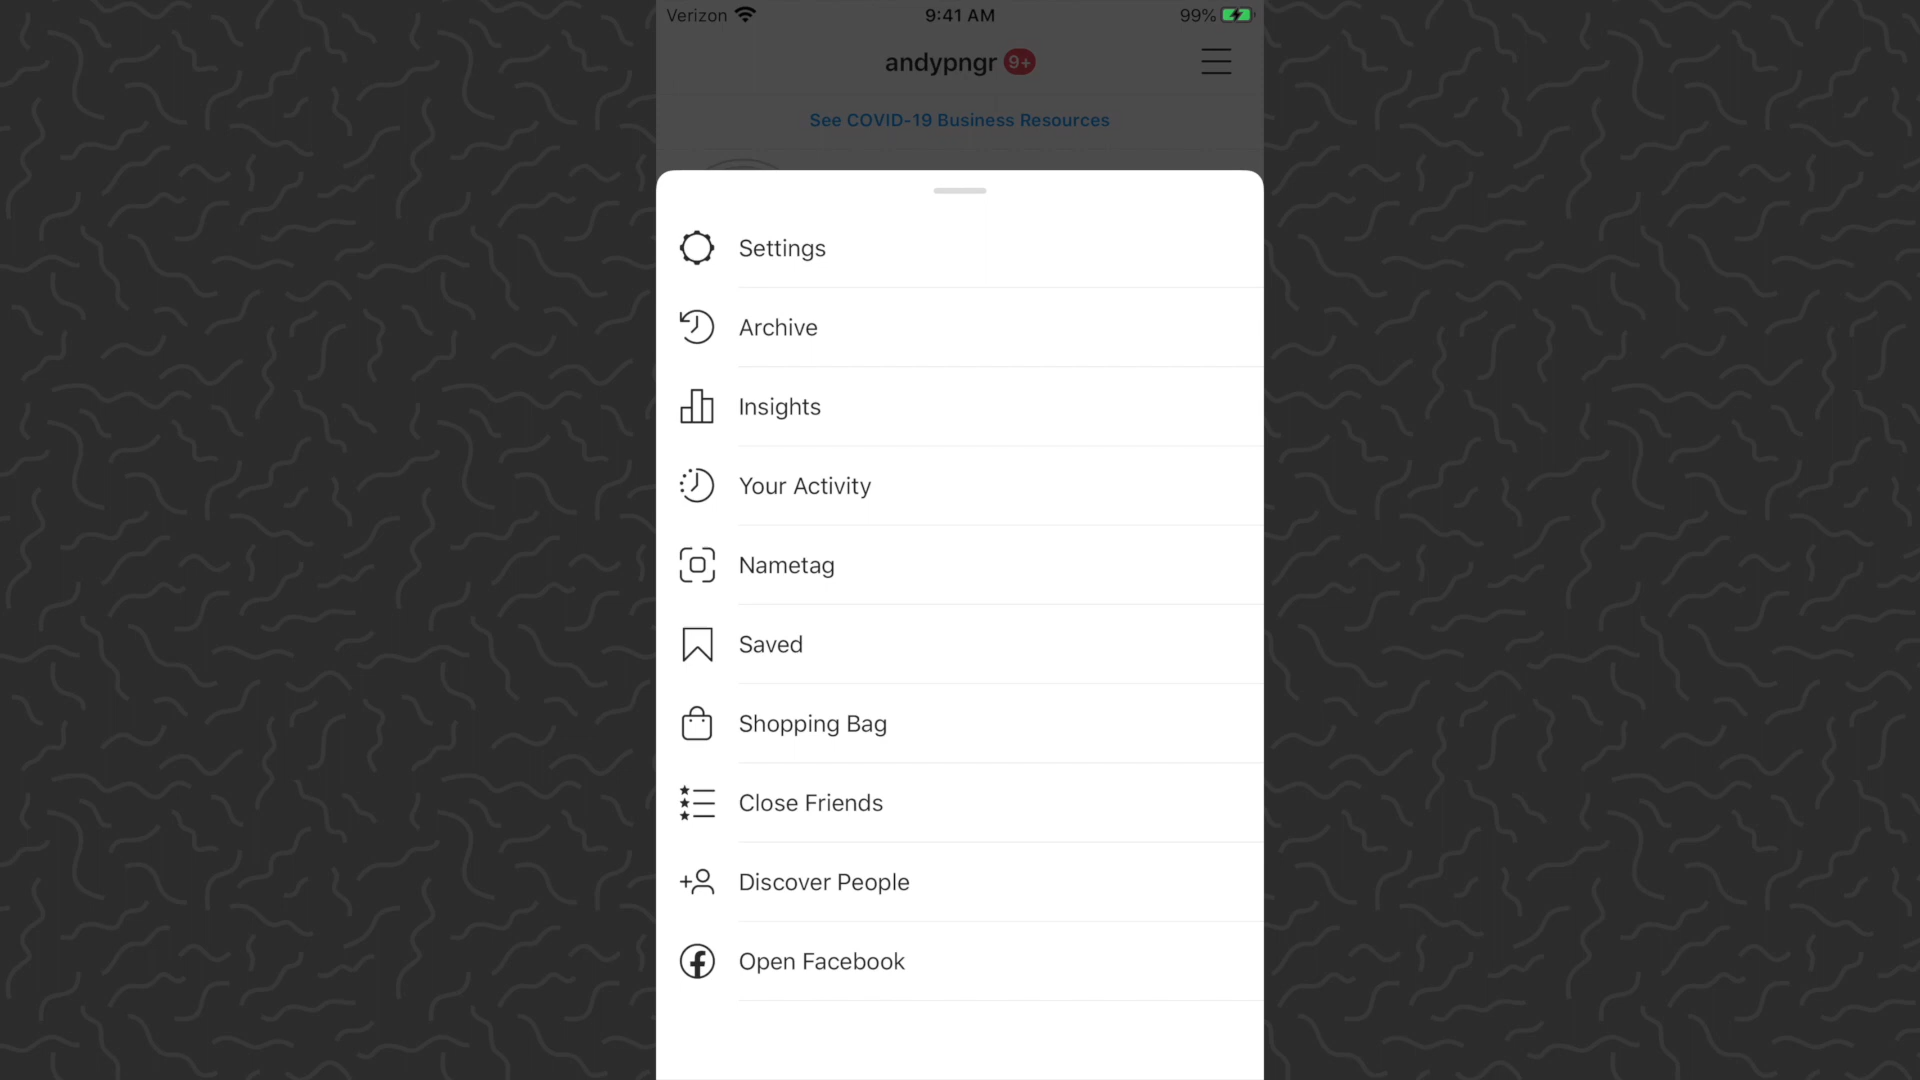 Verizon 9:41 AM 99%
andypngr 9+
See COVID-19 Business Resources
Settings
Archive
Insights
Your Activity
Nametag
Saved
Shopping Bag
Close Friends
Discover People
Open Facebook